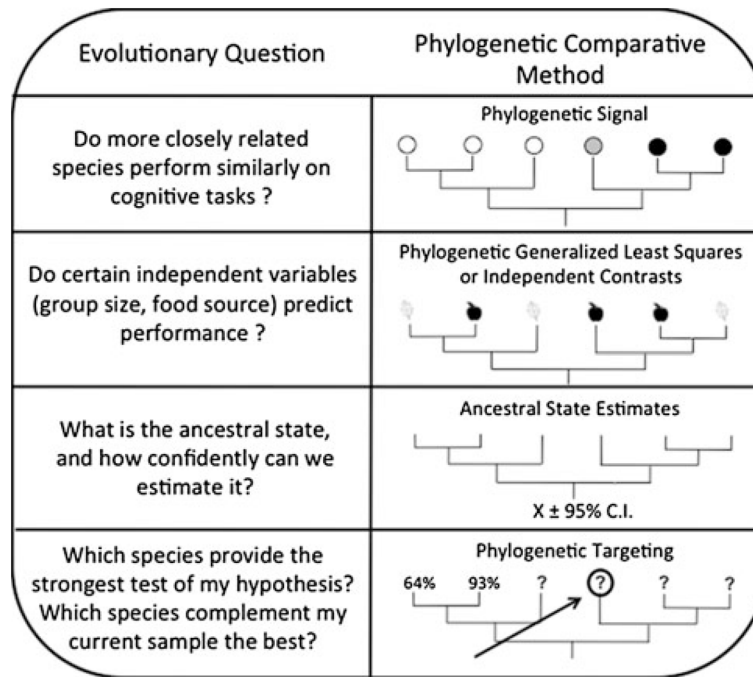 Evolutionary Question
Phylogenetic Comparative
Method
Do more closely related
species perform similarly on
cognitive tasks ?
Phylogenetic Signal
Do certain independent variables
(group size, food source) predict
performance ?
Phylogenetic Generalized Least Squares
or Independent Contrasts
What is the ancestral state,
and how confidently can we
estimate it?
Ancestral State Estimates
X ± 95% C.I.
Which species provide the
strongest test of my hypothesis?
Which species complement my
current sample the best?
Phylogenetic Targeting
64% 93% ? ? ? ?